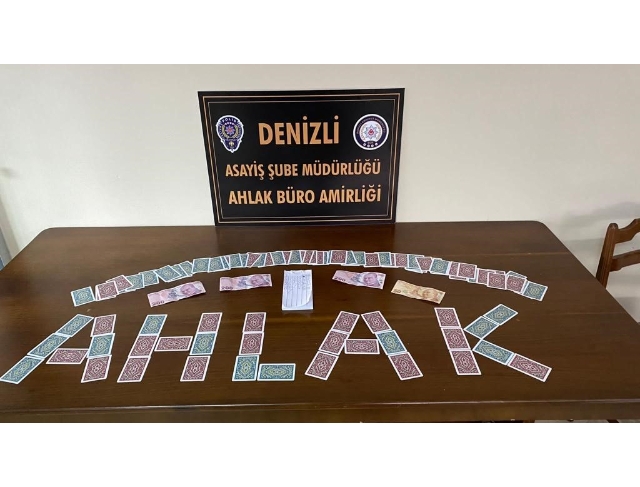 DENİZLİ
ASAYİŞ ŞUBE MÜDÜRLÜĞÜ
AHLAK BÜRO AMİRLİĞİ
AHLAK